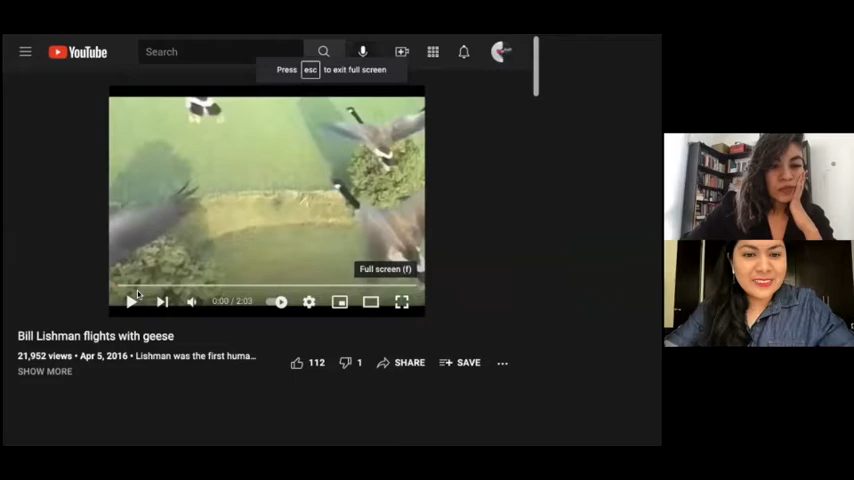 YouTube
Search
Press esc to exit full screen
Full screen (f)
0:00 / 2:03
Bill Lishman flights with geese
21,952 views • Apr 5, 2016 • Lishman was the first huma...
112
1
SHARE
SAVE
SHOW MORE